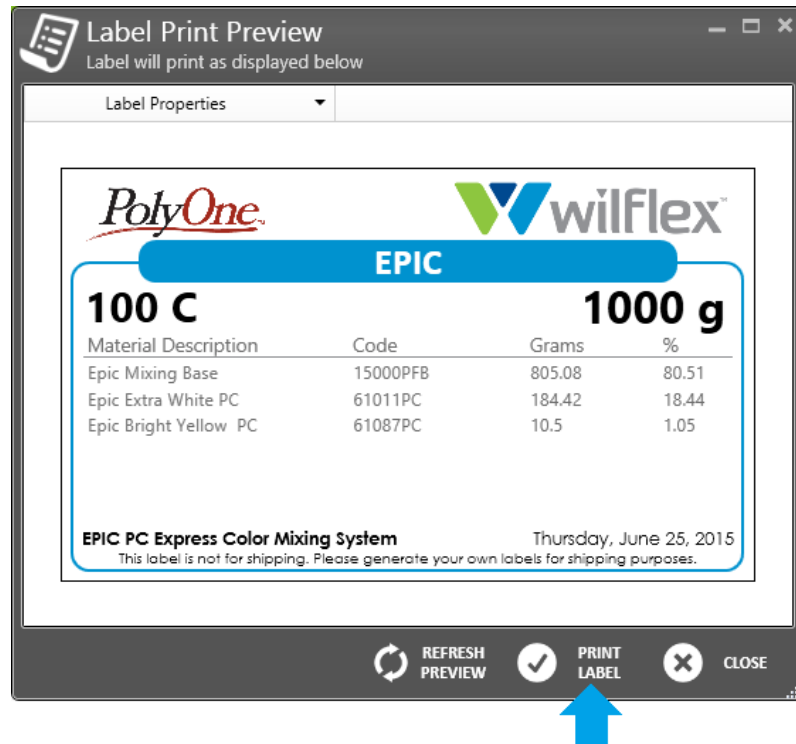 Label Print Preview
Label will print as displayed below
Label Properties
PolyOne™ wilflex™
EPIC
100 C 1000 g
Material Description Code Grams %
Epic Mixing Base 15000PFB 805.08 80.51
Epic Extra White PC 61011PC 184.42 18.44
Epic Bright Yellow PC 61087PC 10.5 1.05
EPIC PC Express Color Mixing System Thursday, June 25, 2015
This label is not for shipping. Please generate your own labels for shipping purposes.
REFRESH PREVIEW PRINT LABEL CLOSE